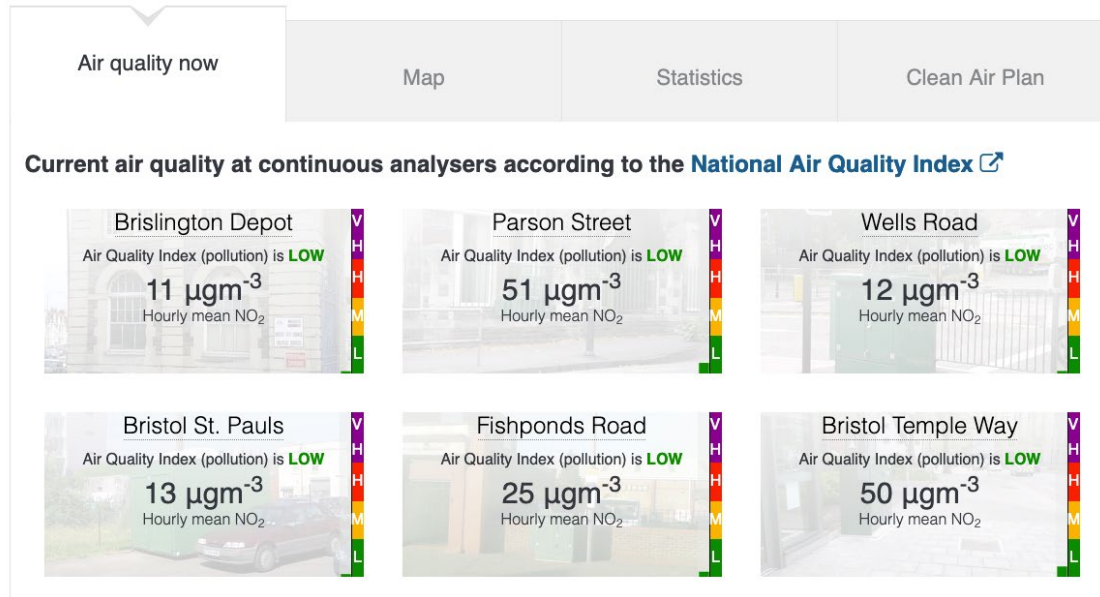 Air quality now
Map
Statistics
Clean Air Plan
Current air quality at continuous analysers according to the National Air Quality Index
Brislington Depot
Air Quality Index (pollution) is LOW
11 µgm⁻³
Hourly mean NO₂
V
H
H
M
L
Parson Street
Air Quality Index (pollution) is LOW
51 µgm⁻³
Hourly mean NO₂
V
H
H
M
L
Wells Road
Air Quality Index (pollution) is LOW
12 µgm⁻³
Hourly mean NO₂
V
H
H
M
L
Bristol St. Pauls
Air Quality Index (pollution) is LOW
13 µgm⁻³
Hourly mean NO₂
V
H
H
M
L
Fishponds Road
Air Quality Index (pollution) is LOW
25 µgm⁻³
Hourly mean NO₂
V
H
H
M
L
Bristol Temple Way
Air Quality Index (pollution) is LOW
50 µgm⁻³
Hourly mean NO₂
V
H
H
M
L